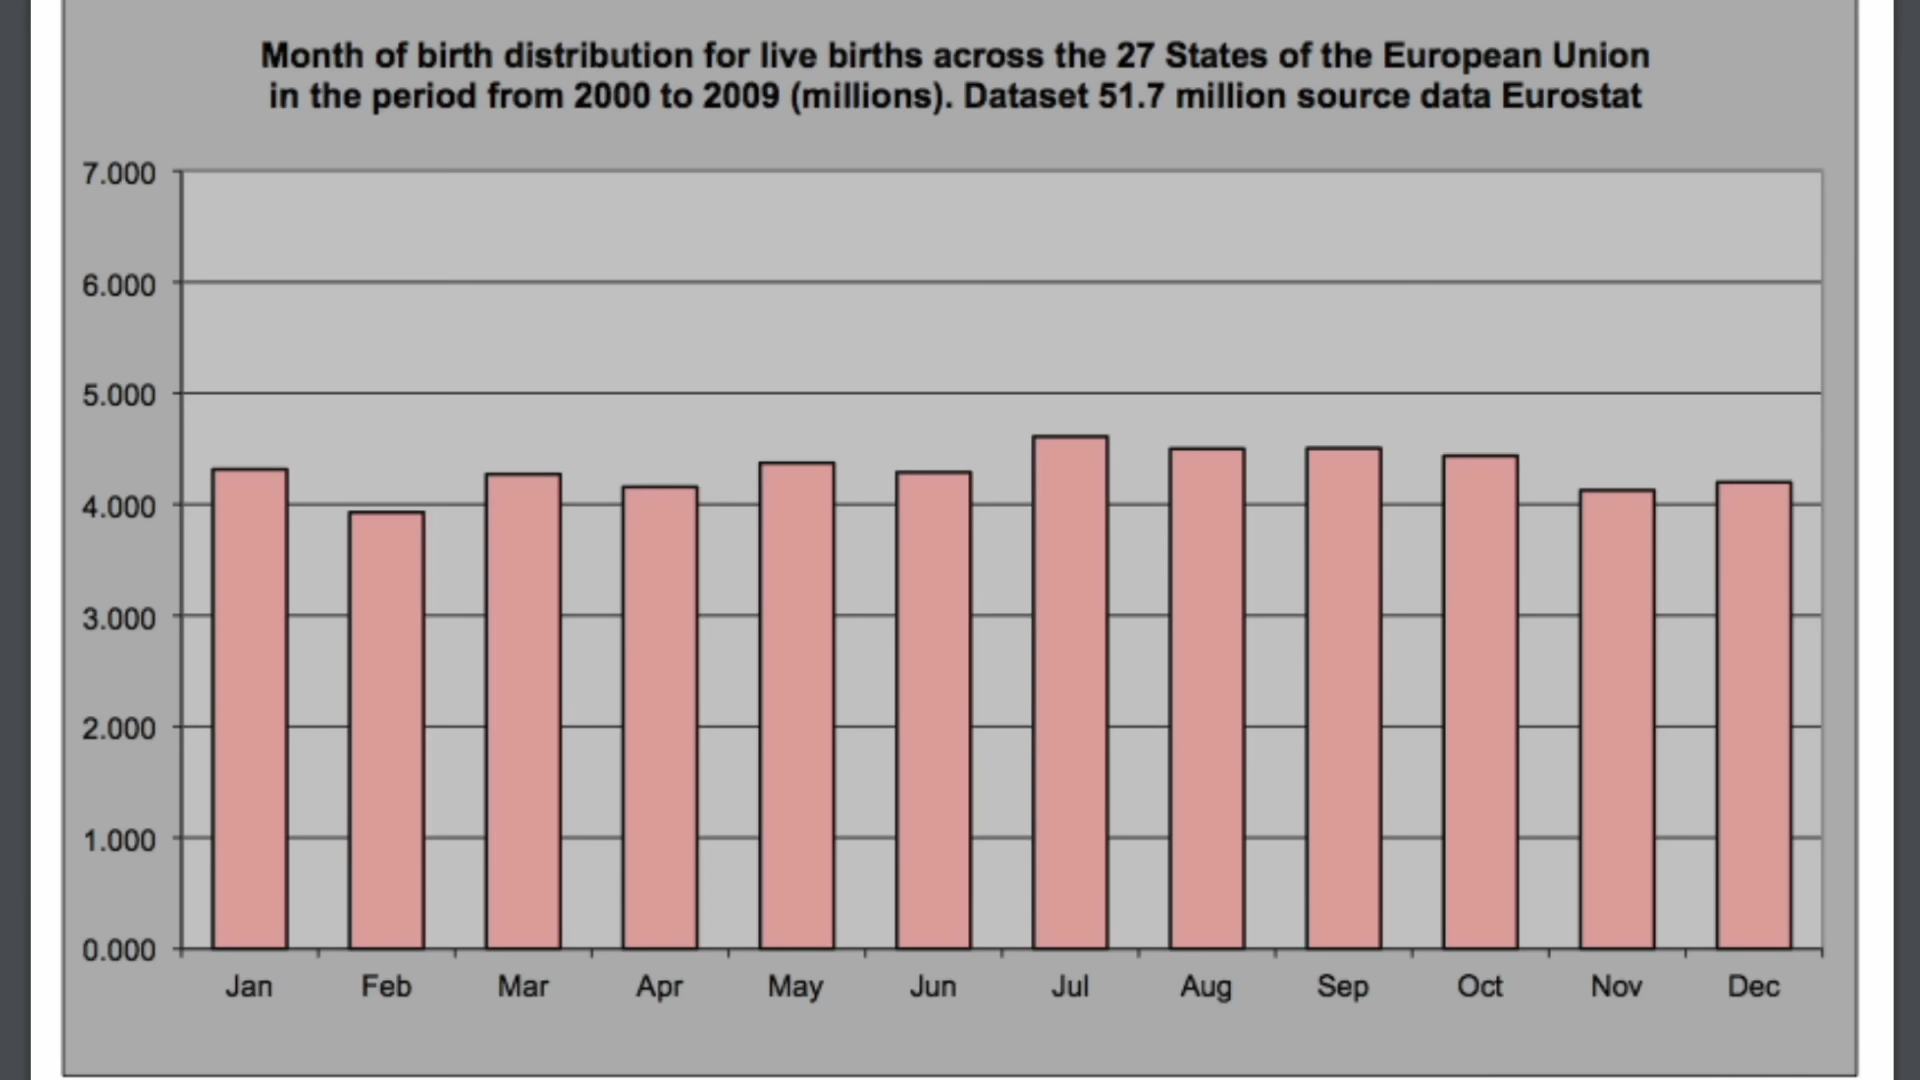 Month of birth distribution for live births across the 27 States of the European Union
in the period from 2000 to 2009 (millions). Dataset 51.7 million source data Eurostat
7.000
6.000
5.000
4.000
3.000
2.000
1.000
0.000
Jan Feb Mar Apr May Jun Jul Aug Sep Oct Nov Dec